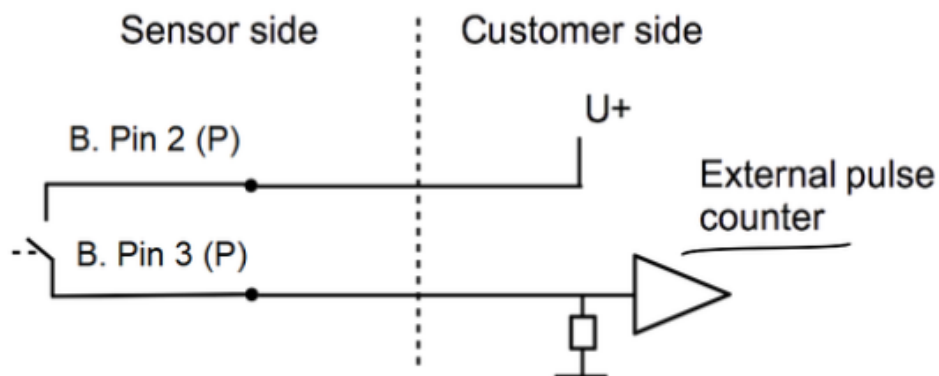 Sensor side
Customer side
U+
B. Pin 2 (P)
External pulse
counter
B. Pin 3 (P)